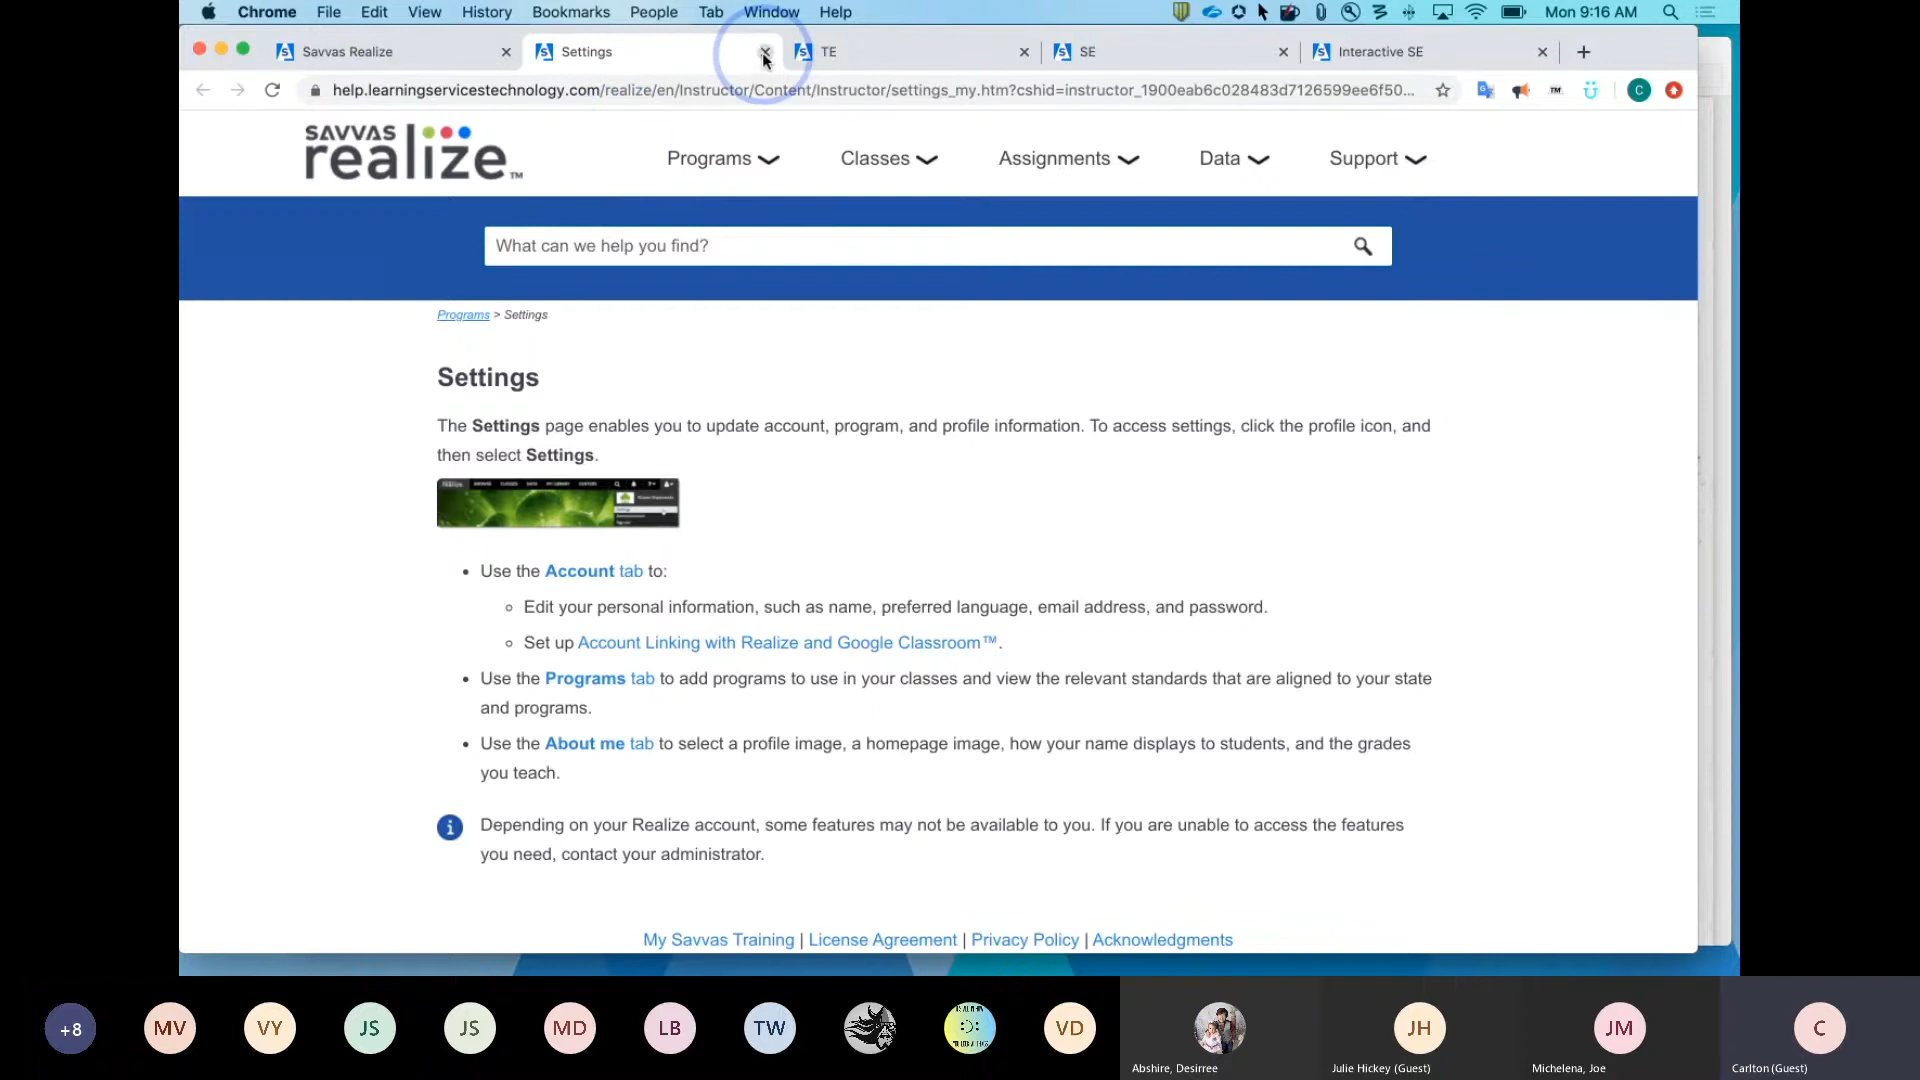 Chrome File Edit View History Bookmarks People Tab Window Help Mon 9:16 AM
Savvas Realize Settings TE SE Interactive SE
help.learningservicestechnology.com/realize/en/Instructor/Content/Instructor/settings_my.htm?cshid=instructor_1900eab6c028483d7126599ee6f50... C
SAVVAS
realize™
Programs Classes Assignments Data Support
What can we help you find?
Programs > Settings
Settings
The Settings page enables you to update account, program, and profile information. To access settings, click the profile icon, and
then select Settings.
• Use the Account tab to:
Edit your personal information, such as name, preferred language, email address, and password.
Set up Account Linking with Realize and Google Classroom™.
• Use the Programs tab to add programs to use in your classes and view the relevant standards that are aligned to your state
and programs.
• Use the About me tab to select a profile image, a homepage image, how your name displays to students, and the grades
you teach.
Depending on your Realize account, some features may not be available to you. If you are unable to access the features
you need, contact your administrator.
My Savvas Training | License Agreement | Privacy Policy | Acknowledgments
+8 MV VY JS JS MD LB TW VD JH JM C
Abshire, Desirree Julie Hickey (Guest) Michelena, Joe Carlton (Guest)